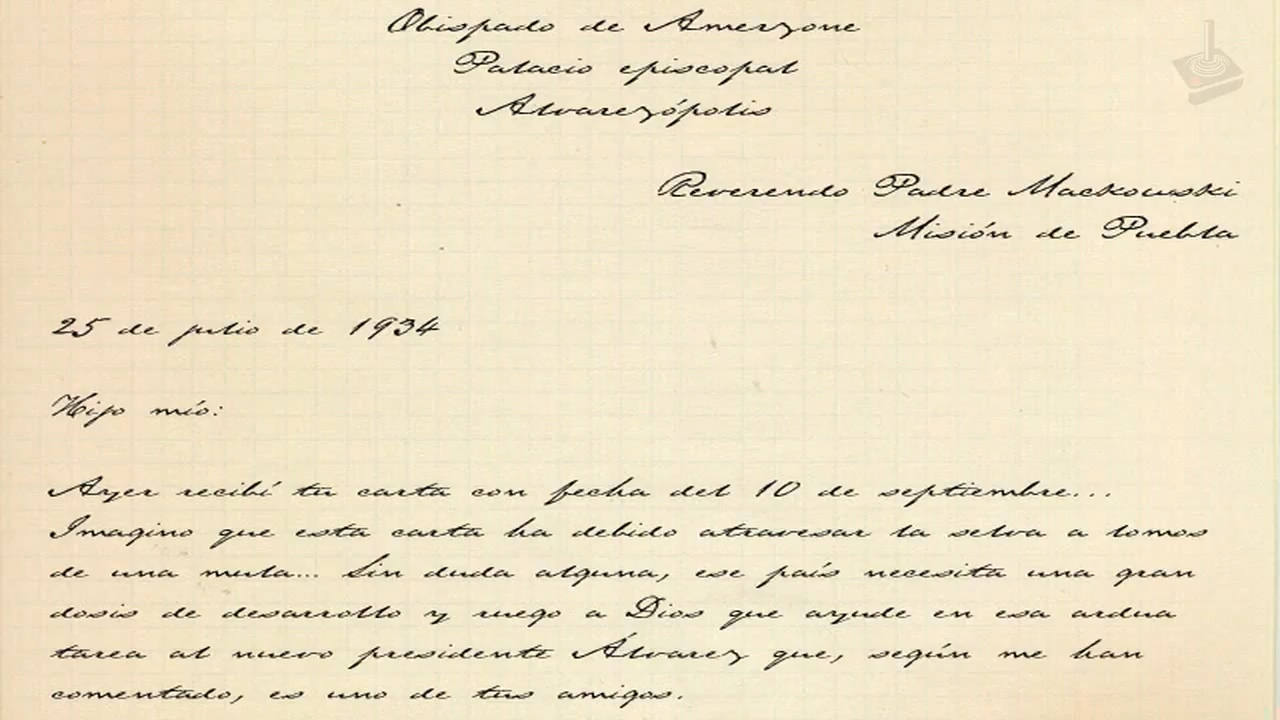 Obispado de Amerzone
Palacio episcopal
Alvarezópolis
Reverendo Padre Mackowski
Misión de Puebla
25 de julio de 1934
Hijo mío:
Ayer recibí tu carta con fecha del 10 de septiembre...
Imagino que esta carta ha debido atravesar la selva a lomos
de una mula... Sin duda alguna, ese país necesita una gran
dosis de desarrollo y ruego a Dios que ayude en esa ardua
tarea al nuevo presidente Álvarez que, según me han
comentado, es uno de tus amigos.